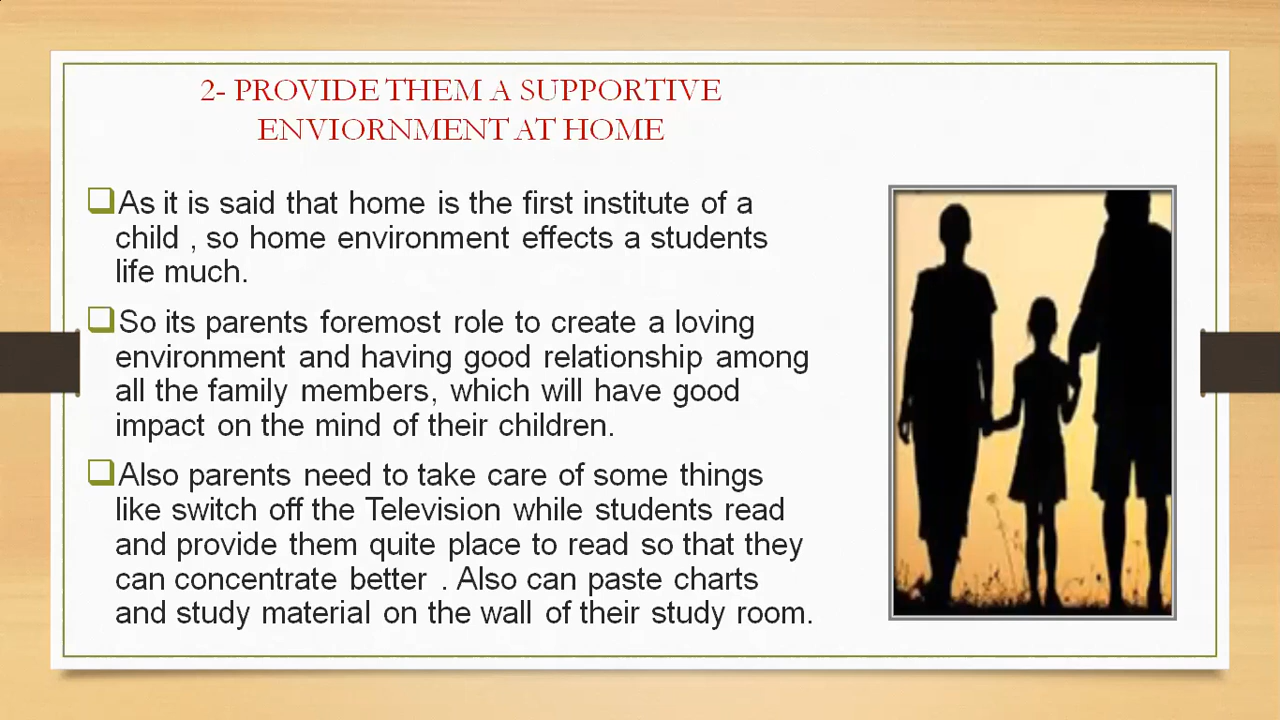 2- PROVIDE THEM A SUPPORTIVE
ENVIORNMENT AT HOME
As it is said that home is the first institute of a
child , so home environment effects a students
life much.
So its parents foremost role to create a loving
environment and having good relationship among
all the family members, which will have good
impact on the mind of their children.
Also parents need to take care of some things
like switch off the Television while students read
and provide them quite place to read so that they
can concentrate better . Also can paste charts
and study material on the wall of their study room.